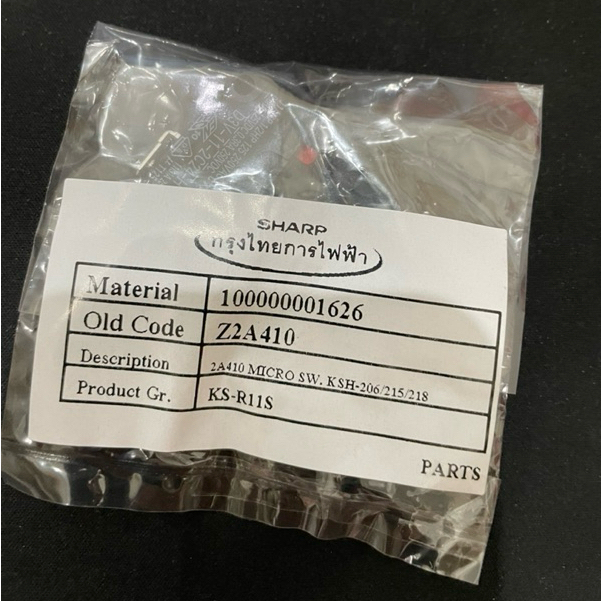 SHARP
กรุงไทยการไฟฟ้า
Material 100000001626
Old Code Z2A410
Description 2A410 MICRO SW. KSH-206/215/218
Product Gr. KS-R11S
PARTS